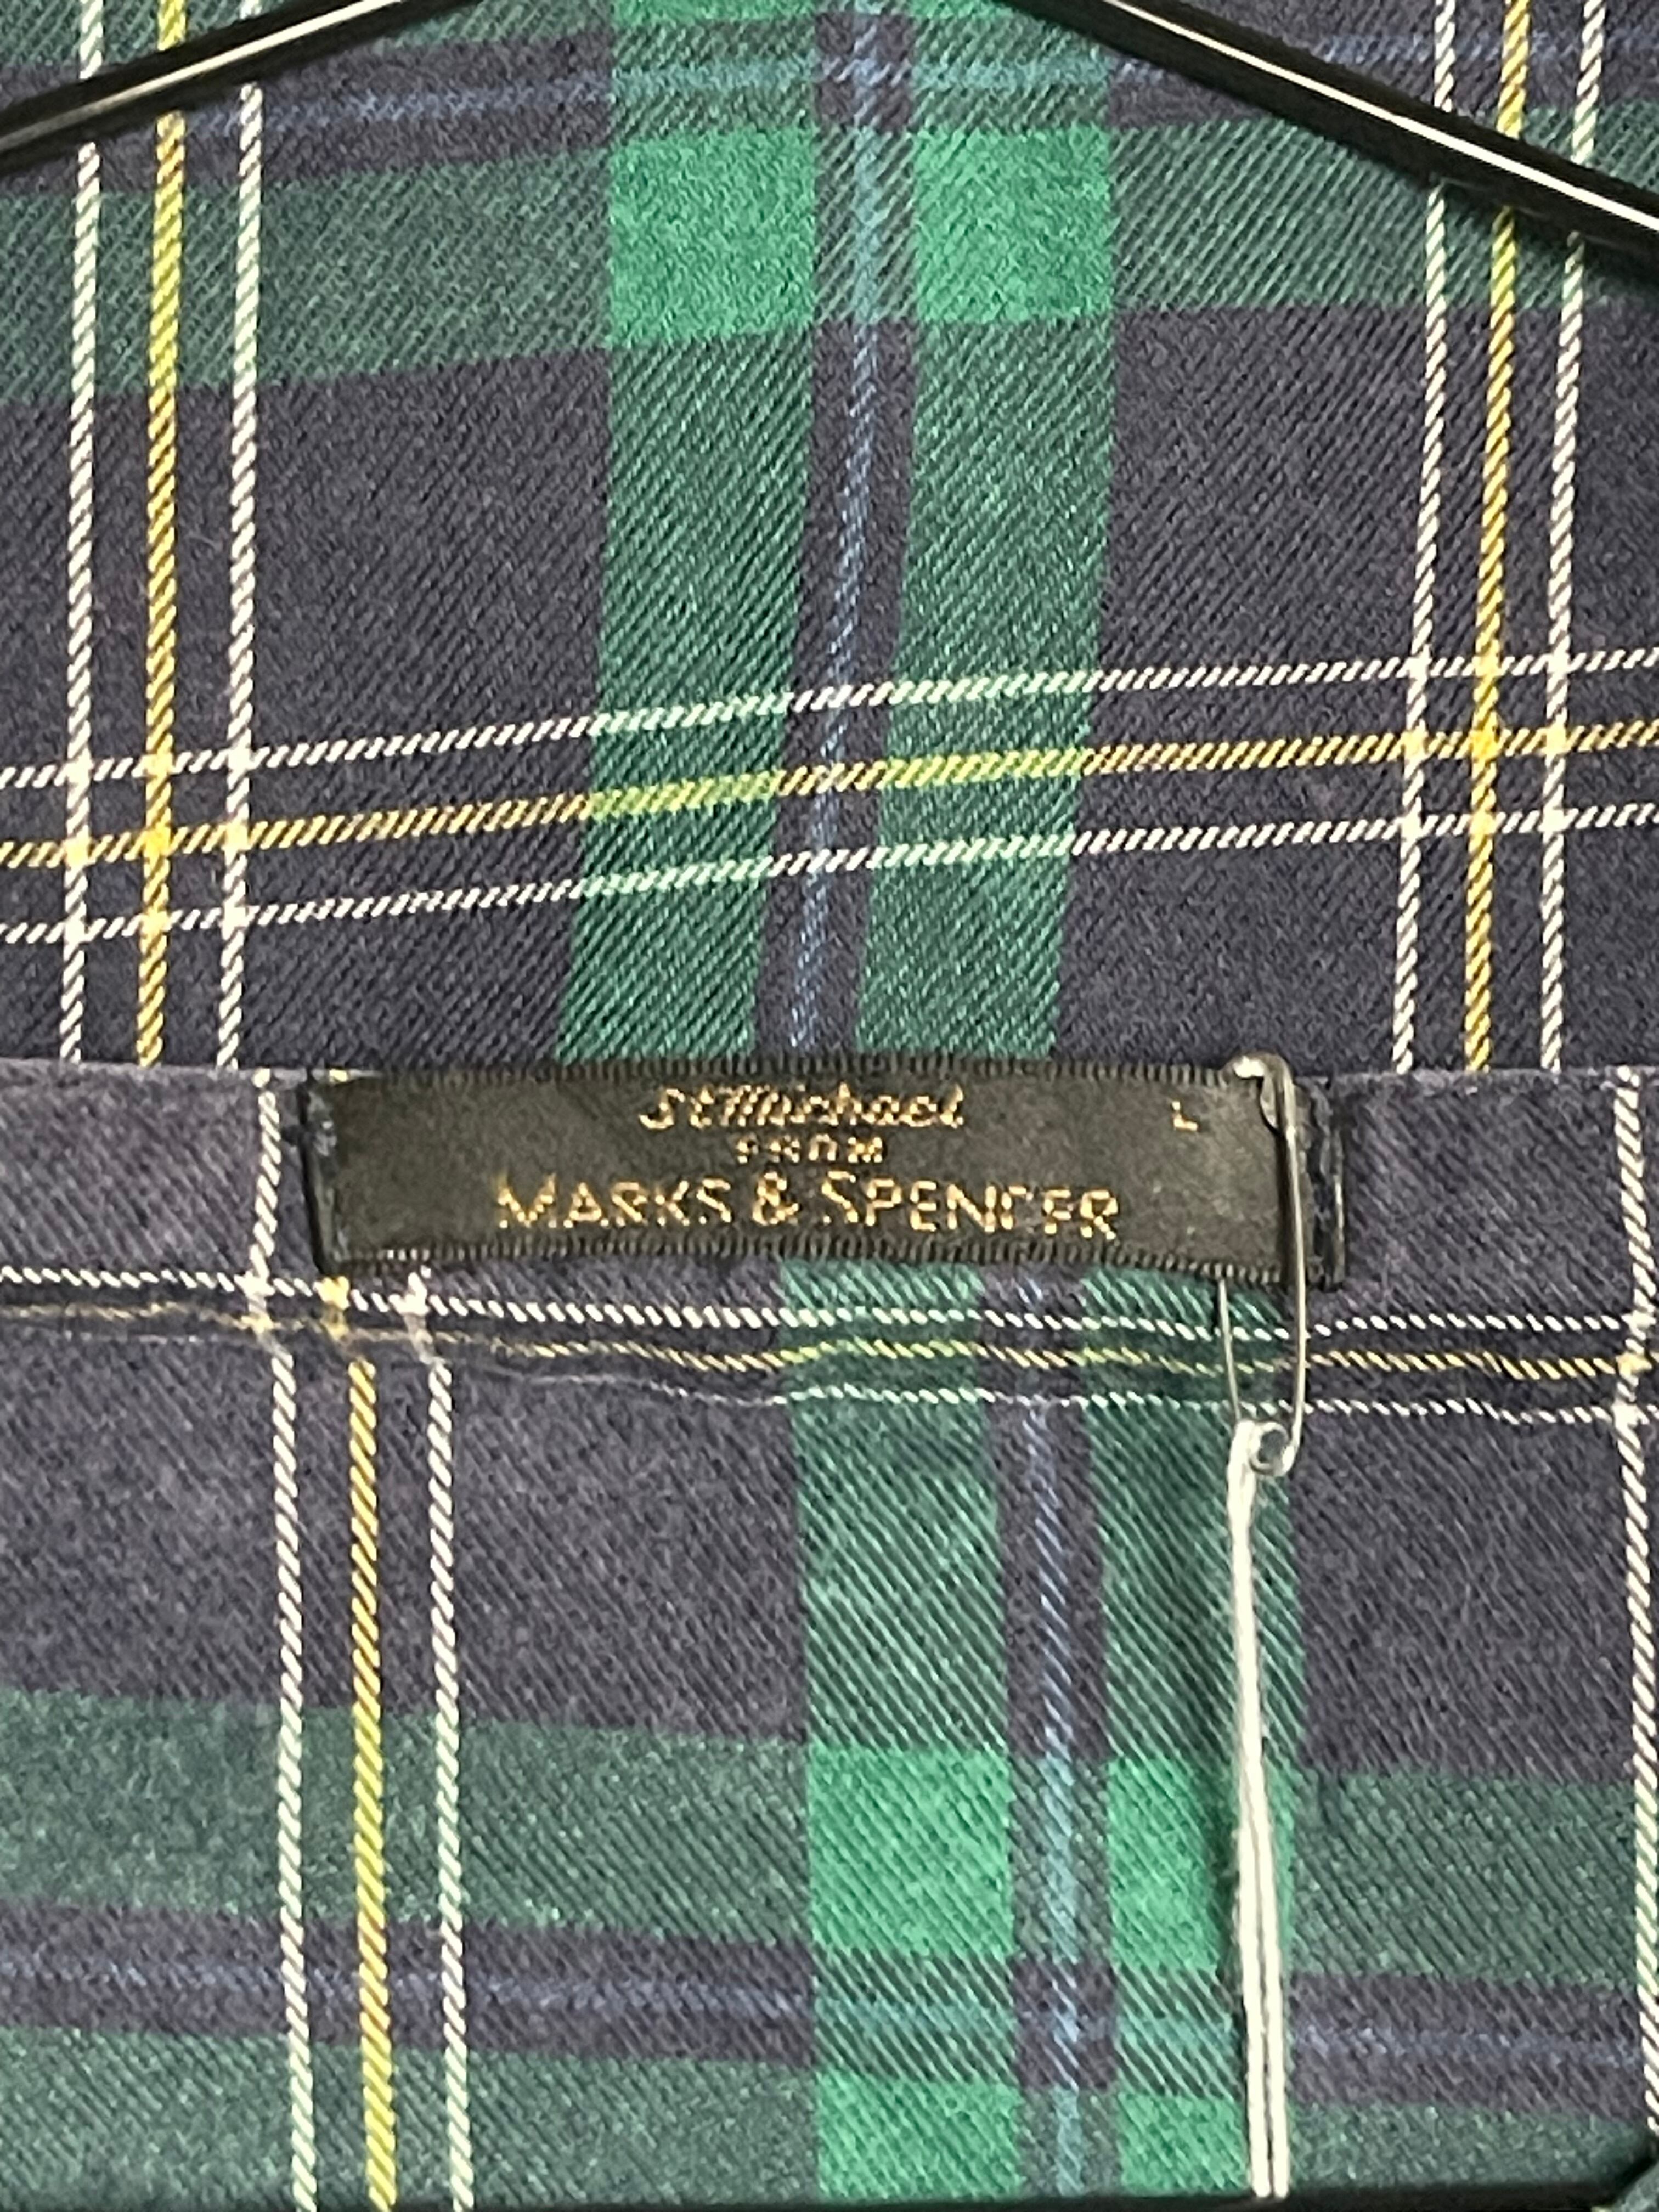 St Michael L
FROM
MARKS & SPENCER